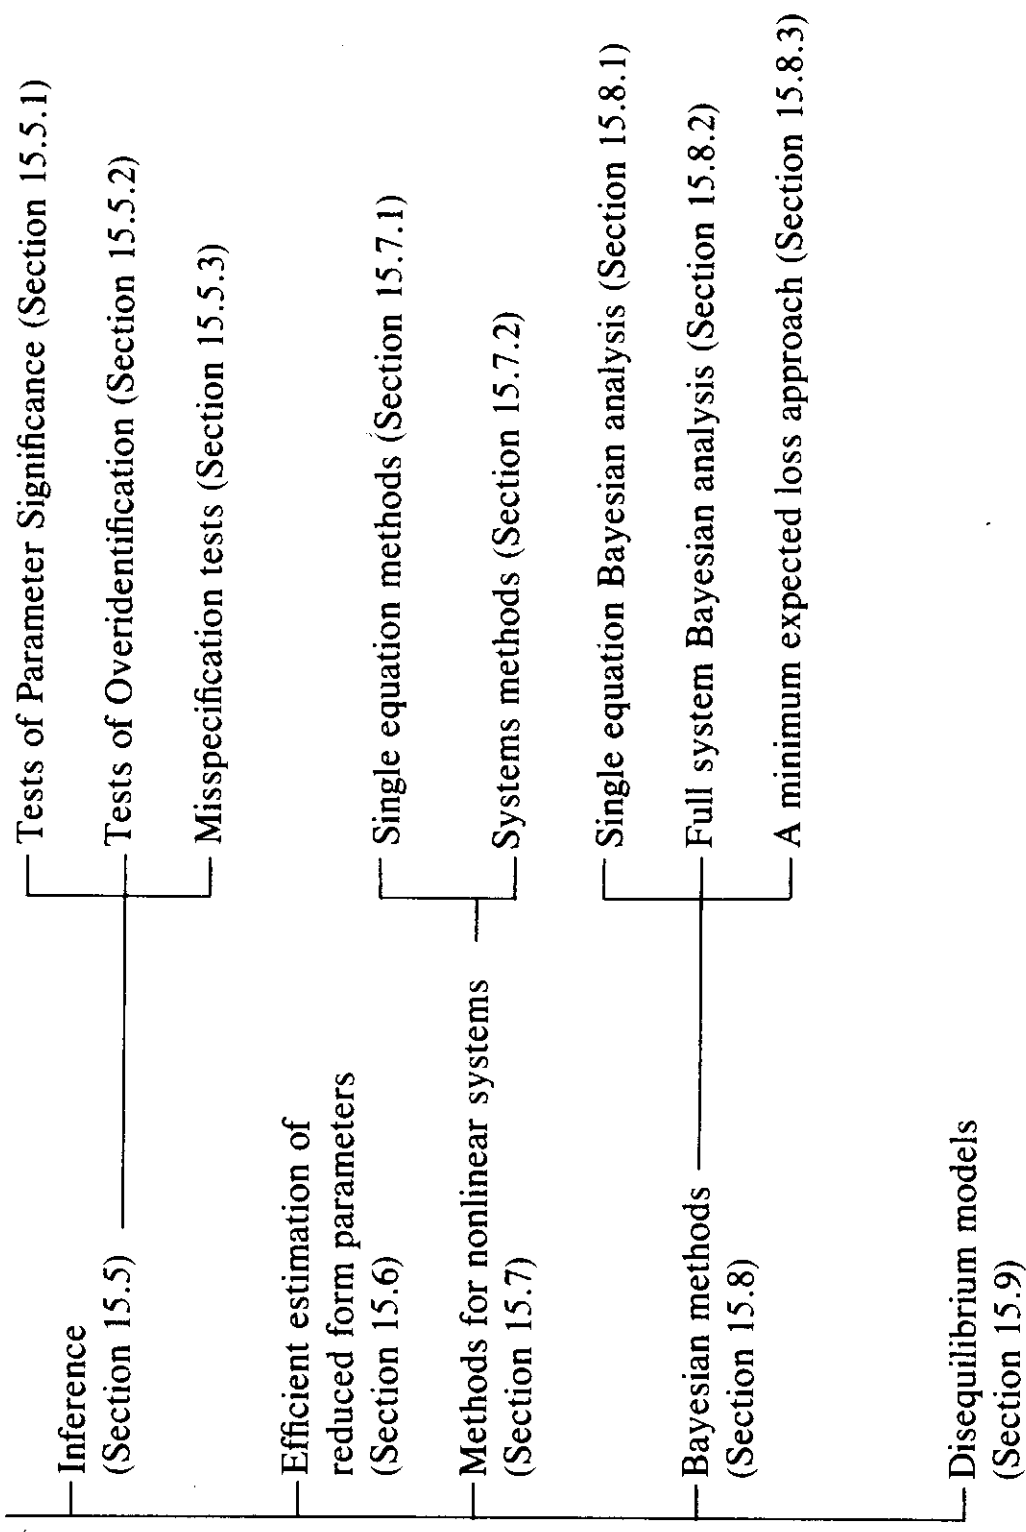 Inference
(Section 15.5)
Tests of Parameter Significance (Section 15.5.1)
Tests of Overidentification (Section 15.5.2)
Misspecification tests (Section 15.5.3)
Efficient estimation of
reduced form parameters
(Section 15.6)
Methods for nonlinear systems
(Section 15.7)
Single equation methods (Section 15.7.1)
Systems methods (Section 15.7.2)
Bayesian methods
(Section 15.8)
Single equation Bayesian analysis (Section 15.8.1)
Full system Bayesian analysis (Section 15.8.2)
A minimum expected loss approach (Section 15.8.3)
Disequilibrium models
(Section 15.9)